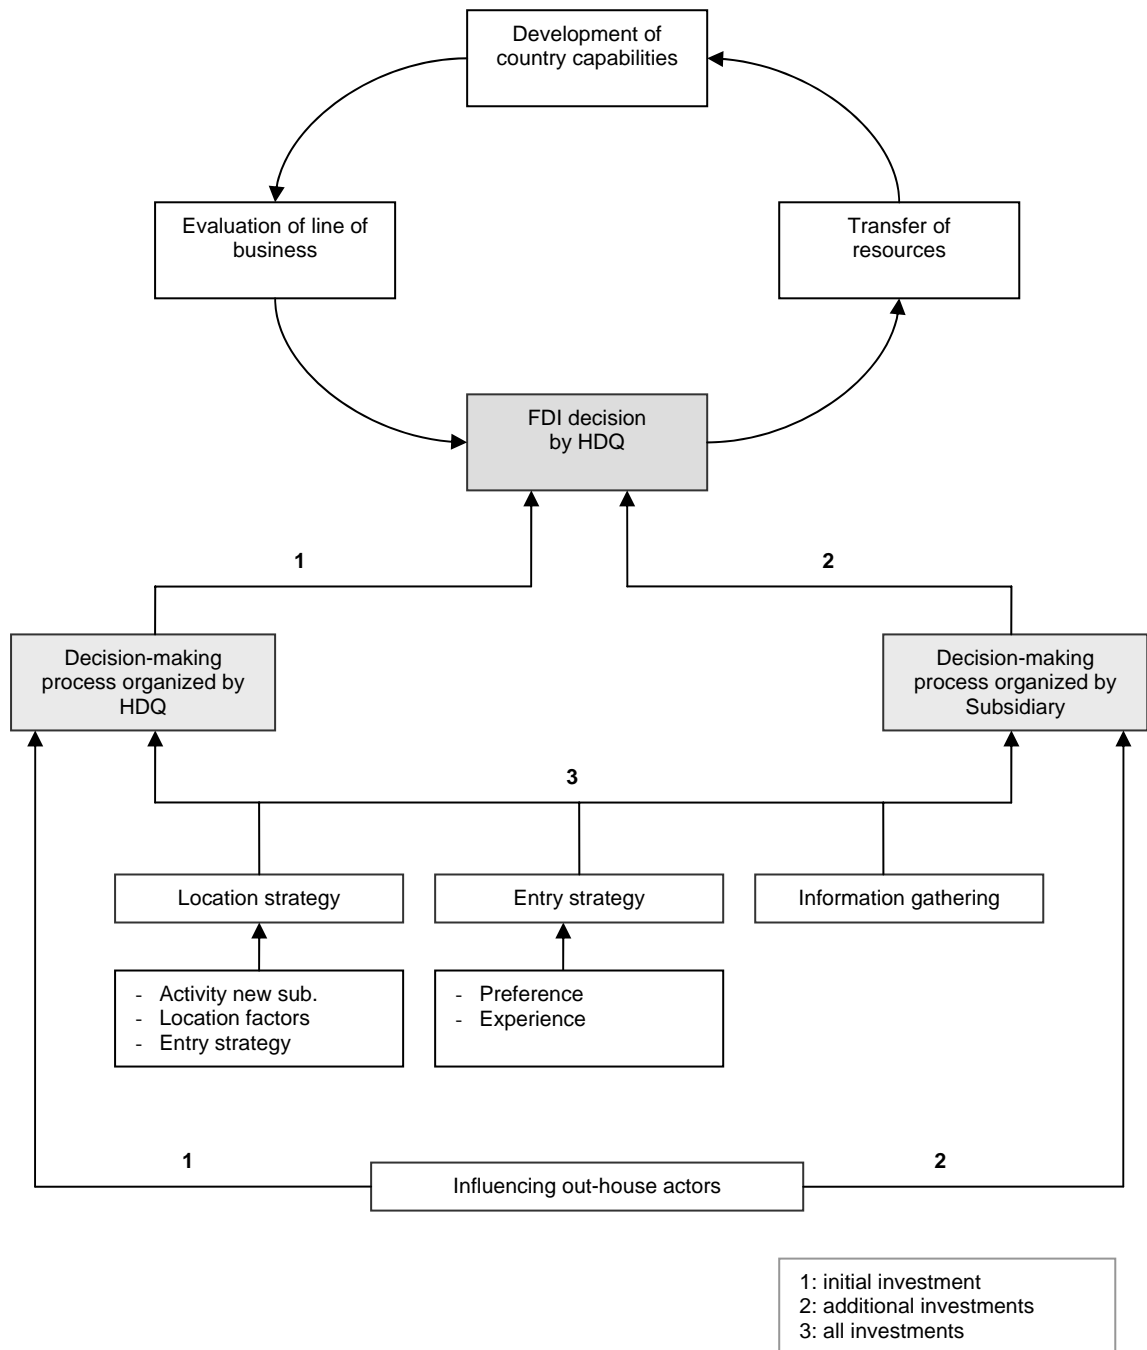 Development of
country capabilities
Evaluation of line of
business
Transfer of
resources
FDI decision
by HDQ
1
2
Decision-making
process organized by
HDQ
Decision-making
process organized by
Subsidiary
3
Location strategy
Entry strategy
Information gathering
- Activity new sub.
- Location factors
- Entry strategy
- Preference
- Experience
1
2
Influencing out-house actors
1: initial investment
2: additional investments
3: all investments